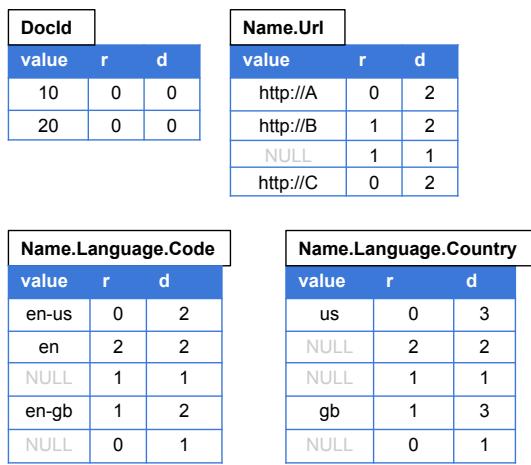 DocId
value r d
10 0 0
20 0 0
Name.Url
value r d
http://A 0 2
http://B 1 2
NULL 1 1
http://C 0 2
Name.Language.Code
value r d
en-us 0 2
en 2 2
NULL 1 1
en-gb 1 2
NULL 0 1
Name.Language.Country
value r d
us 0 3
NULL 2 2
NULL 1 1
gb 1 3
NULL 0 1